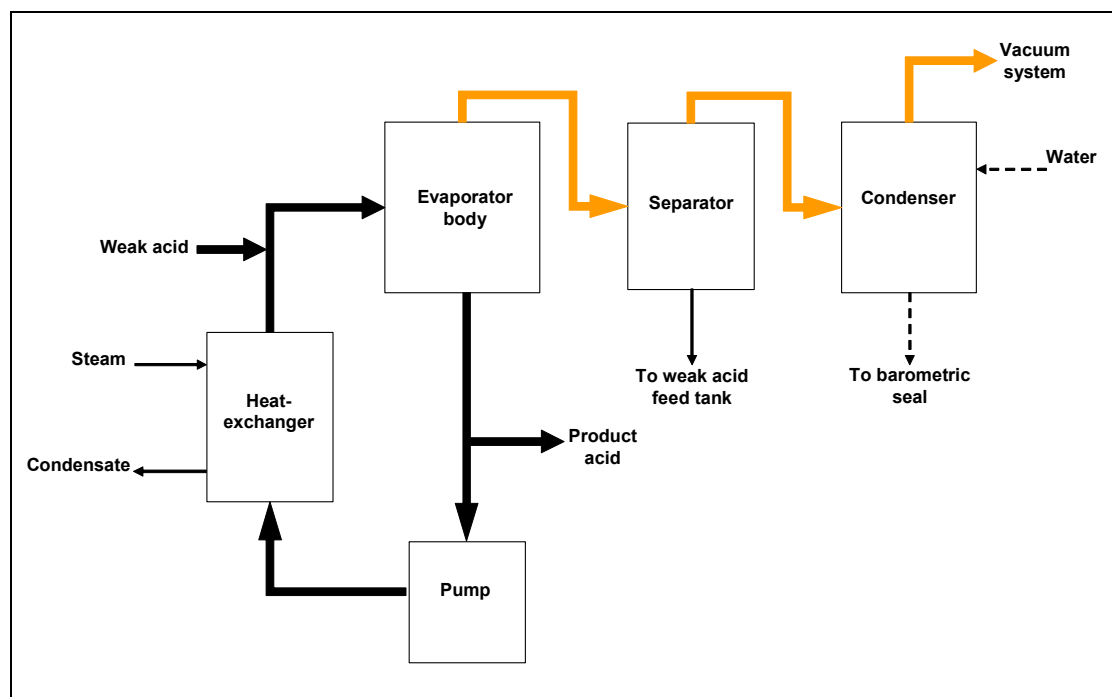 Vacuum
system
Water
Evaporator
body
Separator
Condenser
Weak acid
Steam
Heat-
exchanger
Condensate
To weak acid
feed tank
To barometric
seal
Product
acid
Pump